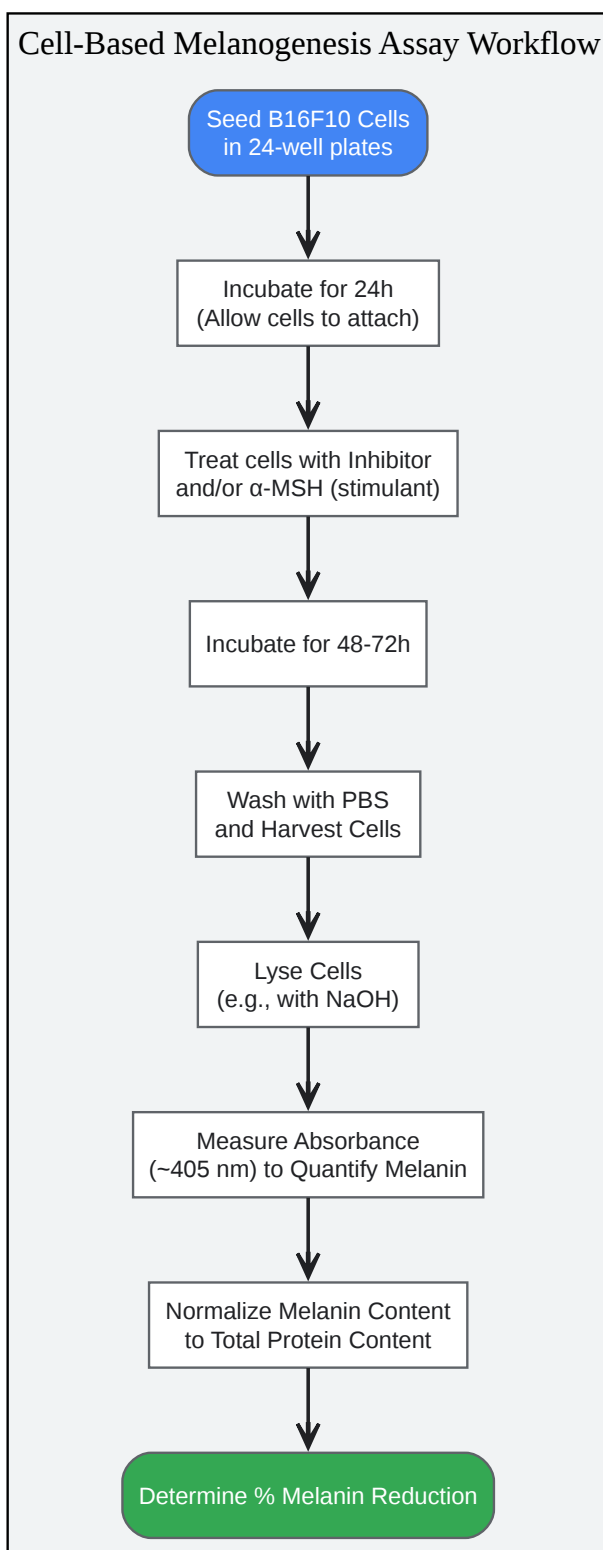 Cell-Based Melanogenesis Assay Workflow
Seed B16F10 Cells
in 24-well plates
Incubate for 24h
(Allow cells to attach)
Treat cells with Inhibitor
and/or α-MSH (stimulant)
Incubate for 48-72h
Wash with PBS
and Harvest Cells
Lyse Cells
(e.g., with NaOH)
Measure Absorbance
(~405 nm) to Quantify Melanin
Normalize Melanin Content
to Total Protein Content
Determine % Melanin Reduction